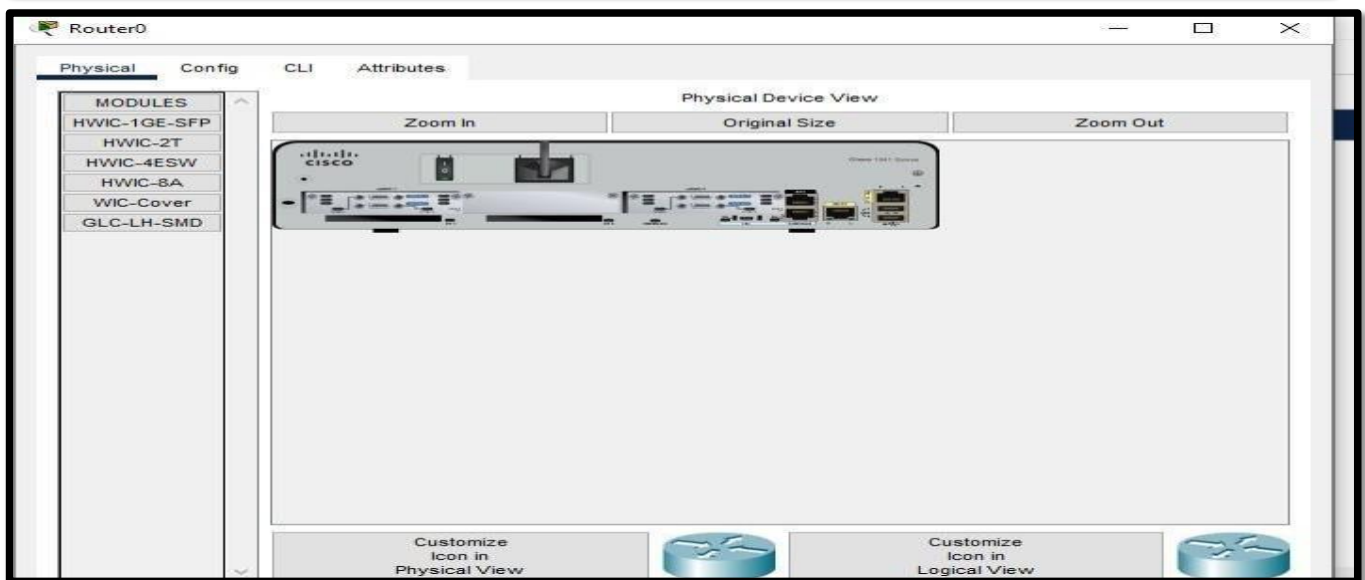 Router0
Physical Config CLI Attributes
MODULES
HWIC-1GE-SFP
HWIC-2T
HWIC-4ESW
HWIC-8A
WIC-Cover
GLC-LH-SMD
Physical Device View
Zoom In Original Size Zoom Out
CISCO
Customize
Icon in
Physical View
Customize
Icon in
Logical View